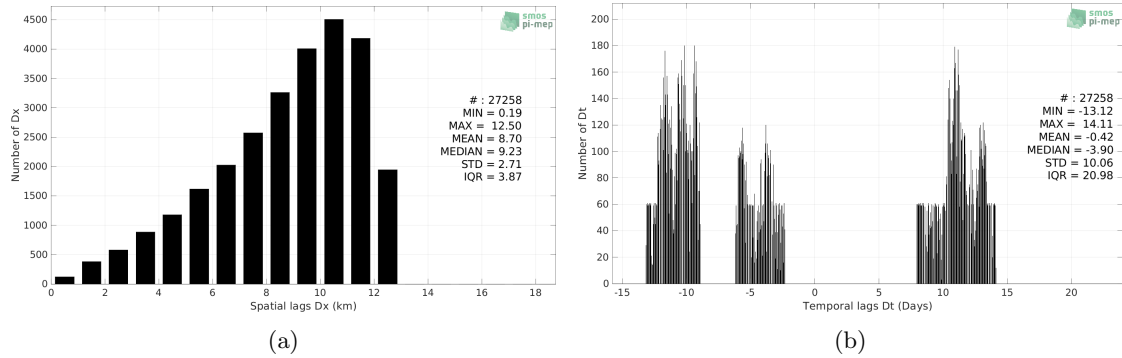 4500
4000
3500
3000
2500
2000
1500
1000
500
0
Number of Dx
0 2 4 6 8 10 12 14 16 18
Spatial lags Dx (km)
smos
pi-mep
# : 27258
MIN = 0.19
MAX = 12.50
MEAN = 8.70
MEDIAN = 9.23
STD = 2.71
IQR = 3.87
(a)
200
180
160
140
120
100
80
60
40
20
0
Number of Dt
-15 -10 -5 0 5 10 15 20
Temporal lags Dt (Days)
smos
pi-mep
# : 27258
MIN = -13.12
MAX = 14.11
MEAN = -0.42
MEDIAN = -3.90
STD = 10.06
IQR = 20.98
(b)